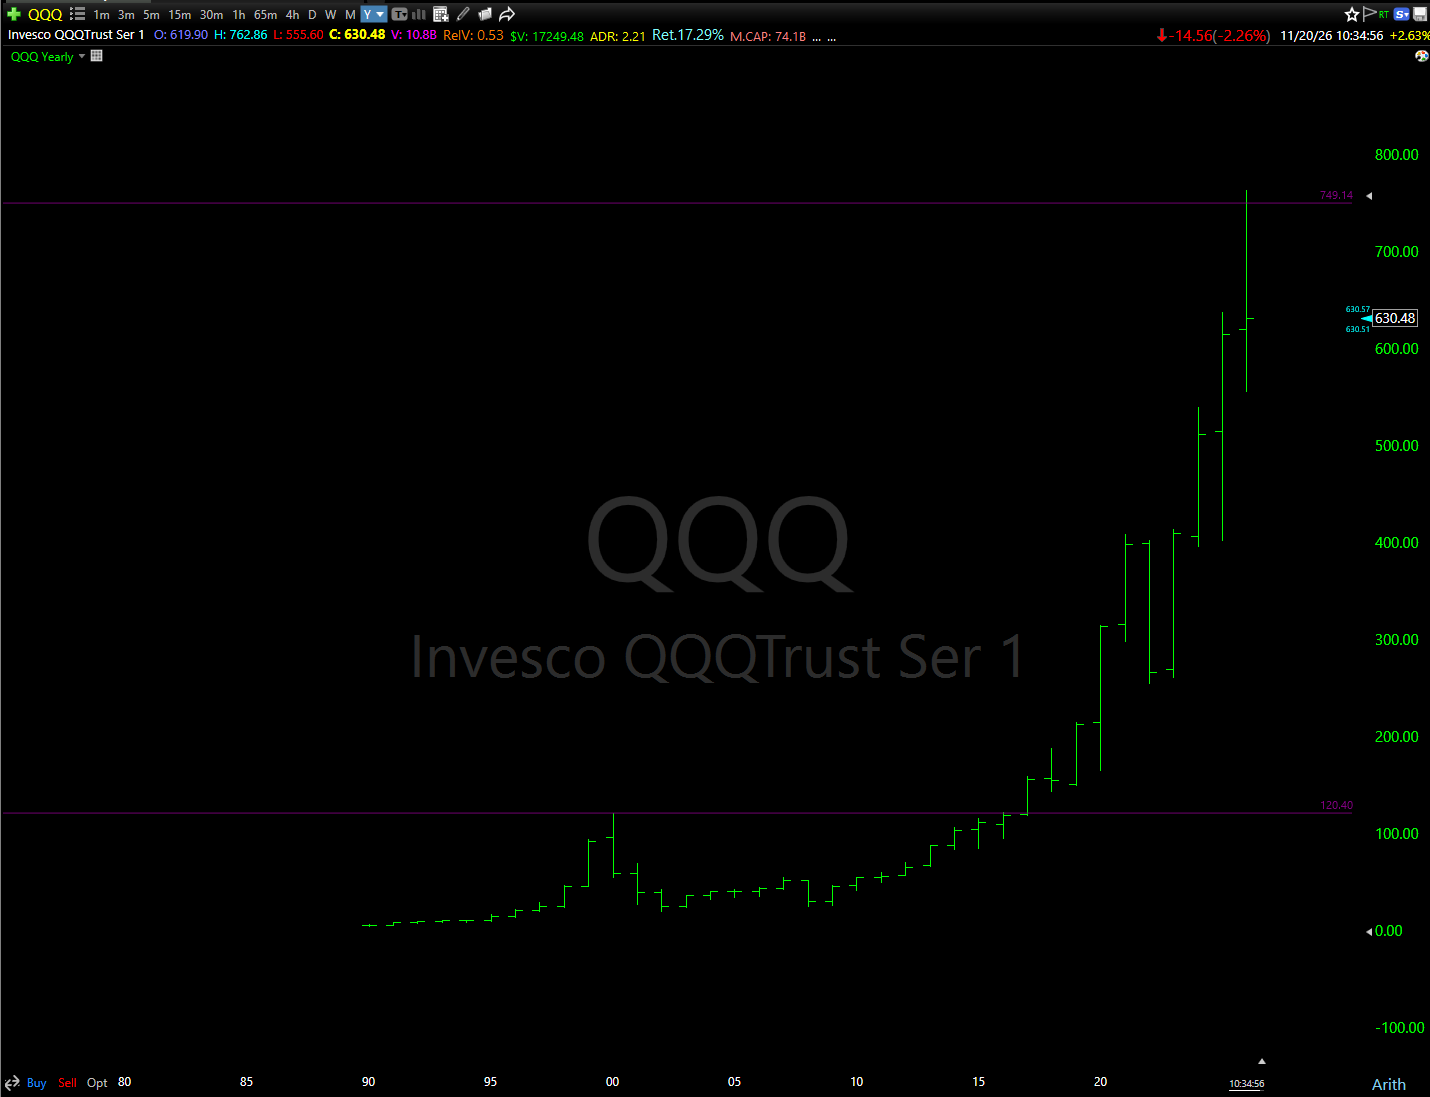 QQQ 1m 3m 5m 15m 30m 1h 65m 4h D W M Y T RT S
Invesco QQQTrust Ser 1 O: 619.90 H: 762.86 L: 555.60 C: 630.48 V: 10.8B RelV: 0.53 $V: 17249.48 ADR: 2.21 Ret.17.29% M.CAP: 74.1B ... ... -14.56(-2.26%) 11/20/26 10:34:56 +2.63%
QQQ Yearly
800.00
749.14
700.00
630.57
630.48
630.51
600.00
500.00
QQQ
400.00
Invesco QQQTrust Ser 1
300.00
200.00
120.40
100.00
0.00
-100.00
Buy Sell Opt 80 85 90 95 00 05 10 15 20 10:34:56 Arith